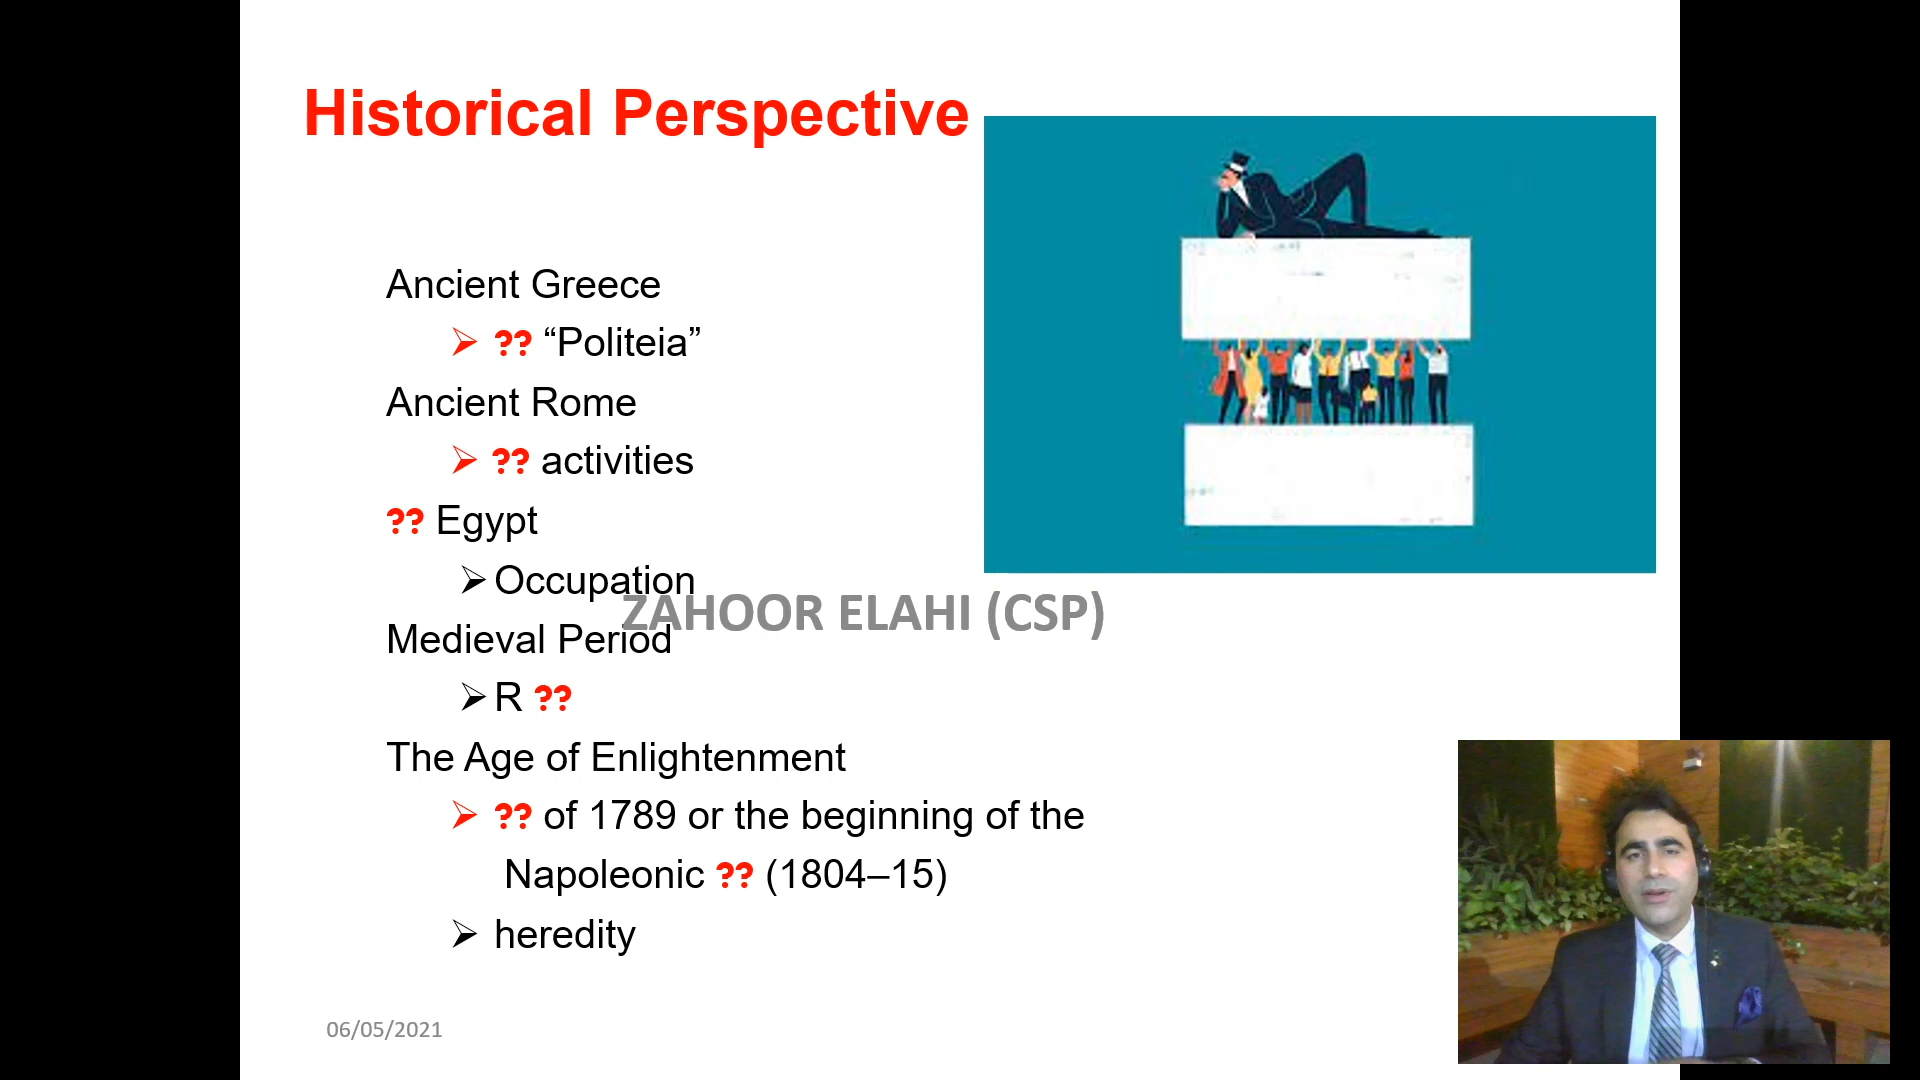 Historical Perspective
Ancient Greece
?? “Politeia”
Ancient Rome
?? activities
?? Egypt
Occupation
ZAHOOR ELAHI (CSP)
Medieval Period
R ??
The Age of Enlightenment
?? of 1789 or the beginning of the
Napoleonic ?? (1804–15)
heredity
06/05/2021